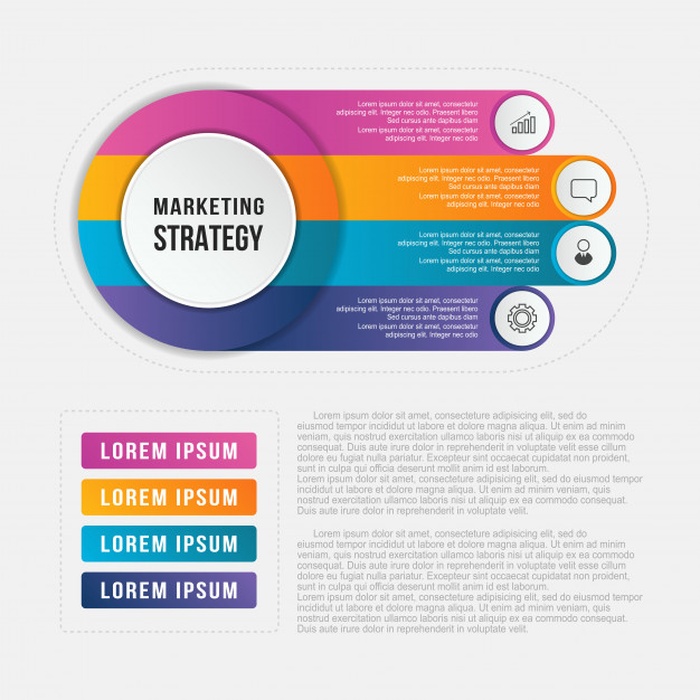 MARKETING
STRATEGY
Lorem ipsum dolor sit amet, consectetur
adipiscing elit. Integer nec odio. Praesent libero
Sed cursus ante dapibus diam
Lorem ipsum dolor sit amet, consectetur
adipiscing elit. Integer nec odio.
Lorem ipsum dolor sit amet, consectetur
adipiscing elit. Integer nec odio. Praesent libero
Sed cursus ante dapibus diam
Lorem ipsum dolor sit amet, consectetur
adipiscing elit. Integer nec odio.
Lorem ipsum dolor sit amet, consectetur
adipiscing elit. Integer nec odio. Praesent libero
Sed cursus ante dapibus diam
Lorem ipsum dolor sit amet, consectetur
adipiscing elit. Integer nec odio.
Lorem ipsum dolor sit amet, consectetur
adipiscing elit. Integer nec odio. Praesent libero
Sed cursus ante dapibus diam
Lorem ipsum dolor sit amet, consectetur
adipiscing elit. Integer nec odio.
LOREM IPSUM
LOREM IPSUM
LOREM IPSUM
LOREM IPSUM
Lorem ipsum dolor sit amet, consectetur adipisicing elit, sed do
eiusmod tempor incididunt ut labore et dolore magna aliqua. Ut enim ad minim
veniam, quis nostrud exercitation ullamco laboris nisi ut aliquip ex ea commodo
consequat. Duis aute irure dolor in reprehenderit in voluptate velit esse cillum
dolore eu fugiat nulla pariatur. Excepteur sint occaecat cupidatat non proident,
sunt in culpa qui officia deserunt mollit anim id est laborum.
Lorem ipsum dolor sit amet, consectetur adipisicing elit, sed do eiusmod tempor
incididunt ut labore et dolore magna aliqua. Ut enim ad minim veniam, quis
nostrud exercitation ullamco laboris nisi ut aliquip ex ea commodo consequat.
Duis aute irure dolor in reprehenderit in voluptate velit.
Lorem ipsum dolor sit amet, consectetur adipisicing elit, sed do
eiusmod tempor incididunt ut labore et dolore magna aliqua. Ut enim ad minim
veniam, quis nostrud exercitation ullamco laboris nisi ut aliquip ex ea commodo
consequat. Duis aute irure dolor in reprehenderit in voluptate velit esse cillum
dolore eu fugiat nulla pariatur. Excepteur sint occaecat cupidatat non proident,
sunt in culpa qui officia deserunt mollit anim id est laborum.
Lorem ipsum dolor sit amet, consectetur adipisicing elit, sed do eiusmod tempor
incididunt ut labore et dolore magna aliqua. Ut enim ad minim veniam, quis
nostrud exercitation ullamco laboris nisi ut aliquip ex ea commodo consequat.
Duis aute irure dolor in reprehenderit in voluptate velit.